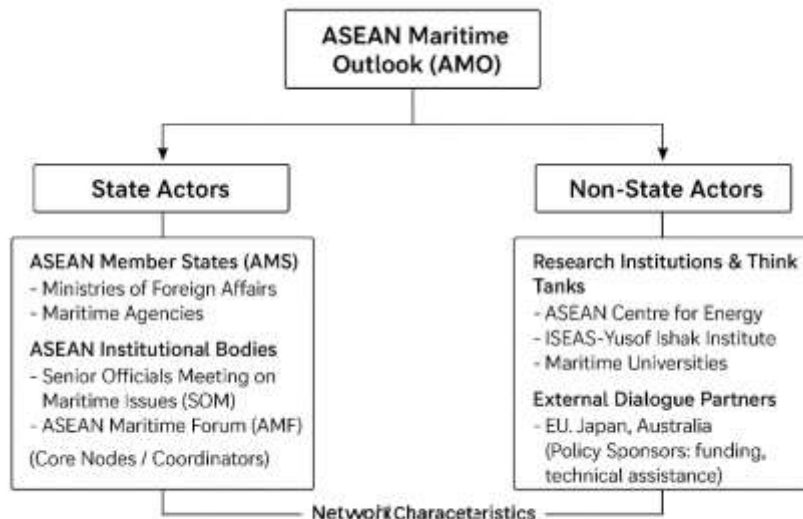 ASEAN Maritime
Outlook (AMO)
State Actors
Non-State Actors
ASEAN Member States (AMS)
- Ministries of Foreign Affairs
- Maritime Agencies
ASEAN Institutional Bodies
- Senior Officials Meeting on
Maritime Issues (SOM)
- ASEAN Maritime Forum (AMF)
(Core Nodes / Coordinators)
Research Institutions & Think
Tanks
- ASEAN Centre for Energy
- ISEAS-Yusof Ishak Institute
- Maritime Universities
External Dialogue Partners
- EU. Japan, Australia
(Policy Sponsors: funding,
technical assistance)
Network Characteristics